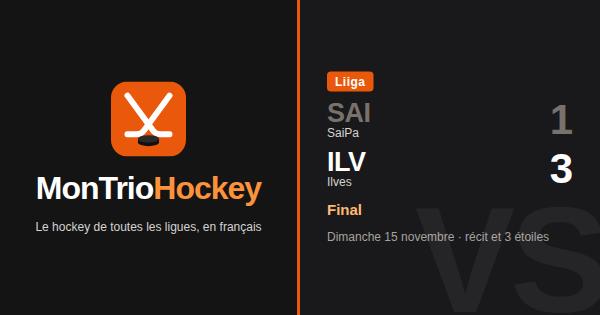 MonTrioHockey
Le hockey de toutes les ligues, en français
Liiga
SAI 1
SaiPa
ILV 3
Ilves
Final
Dimanche 15 novembre · récit et 3 étoiles
VS